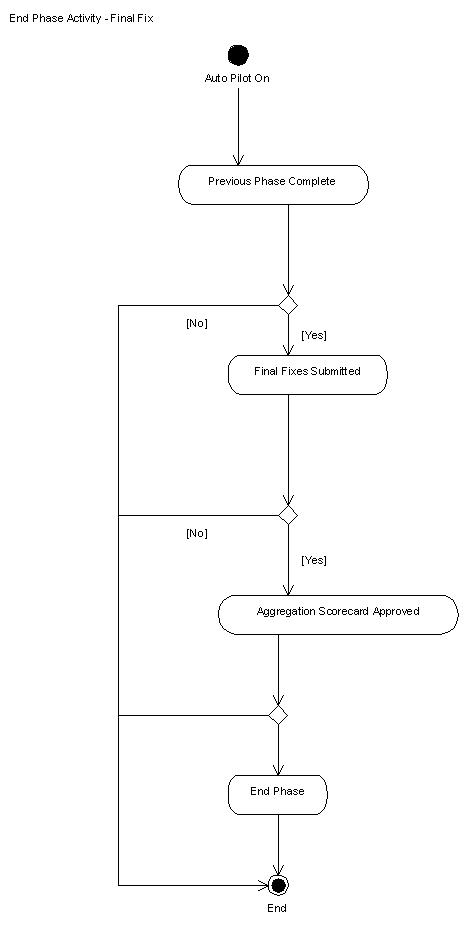 End Phase Activity - Final Fix
Auto Pilot On
Previous Phase Complete
[No]
[Yes]
Final Fixes Submitted
[No]
[Yes]
Aggregation Scorecard Approved
End Phase
End